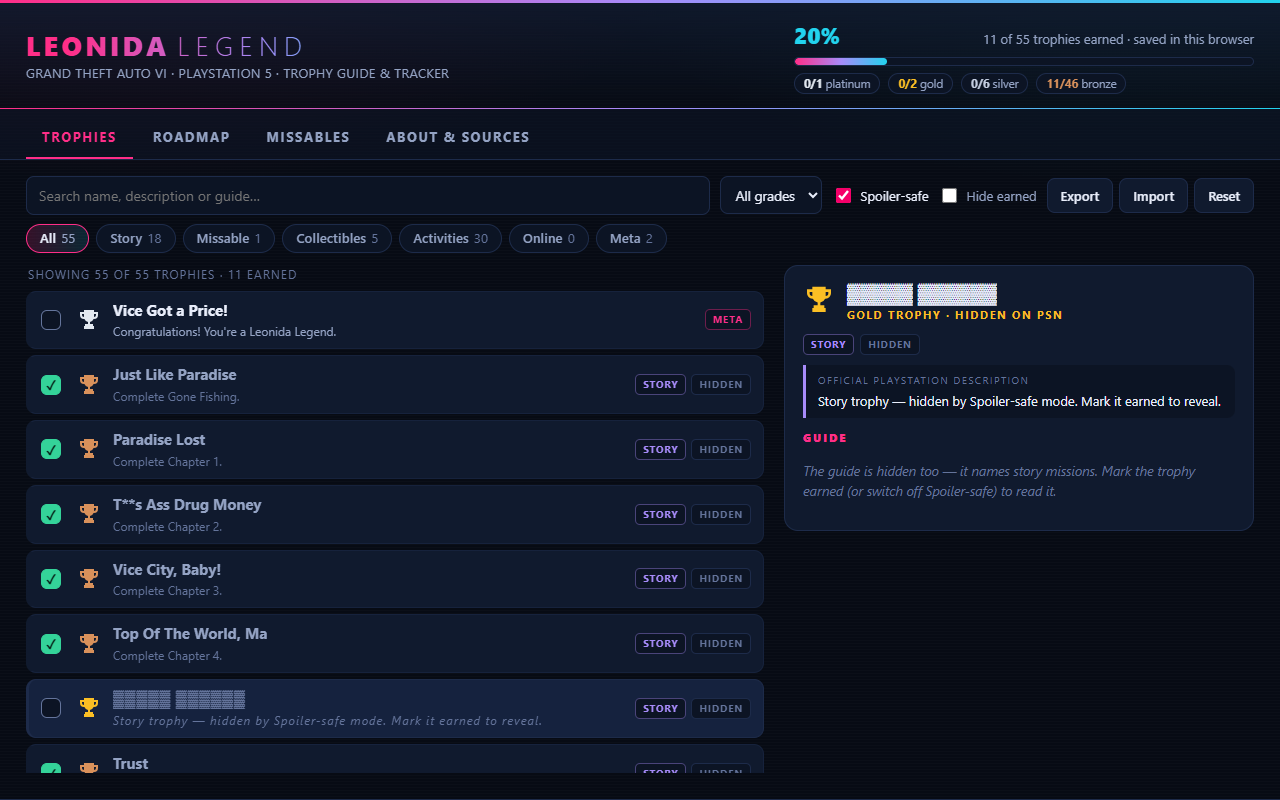 LEONIDA LEGEND
GRAND THEFT AUTO VI · PLAYSTATION 5 · TROPHY GUIDE & TRACKER
20%
11 of 55 trophies earned · saved in this browser
0/1 platinum
0/2 gold
0/6 silver
11/46 bronze
TROPHIES
ROADMAP
MISSABLES
ABOUT & SOURCES
Search name, description or guide...
All grades
Spoiler-safe
Hide earned
Export
Import
Reset
All 55
Story 18
Missable 1
Collectibles 5
Activities 30
Online 0
Meta 2
SHOWING 55 OF 55 TROPHIES · 11 EARNED
Vice Got a Price!
Congratulations! You're a Leonida Legend.
META
Just Like Paradise
Complete Gone Fishing.
STORY
HIDDEN
Paradise Lost
Complete Chapter 1.
STORY
HIDDEN
T**s Ass Drug Money
Complete Chapter 2.
STORY
HIDDEN
Vice City, Baby!
Complete Chapter 3.
STORY
HIDDEN
Top Of The World, Ma
Complete Chapter 4.
STORY
HIDDEN
▒▒▒▒▒ ▒▒▒▒▒▒
Story trophy — hidden by Spoiler-safe mode. Mark it earned to reveal.
STORY
HIDDEN
Trust
STORY
HIDDEN
▒▒▒▒▒ ▒▒▒▒▒▒
GOLD TROPHY · HIDDEN ON PSN
STORY
HIDDEN
OFFICIAL PLAYSTATION DESCRIPTION
Story trophy — hidden by Spoiler-safe mode. Mark it earned to reveal.
GUIDE
The guide is hidden too — it names story missions. Mark the trophy
earned (or switch off Spoiler-safe) to read it.